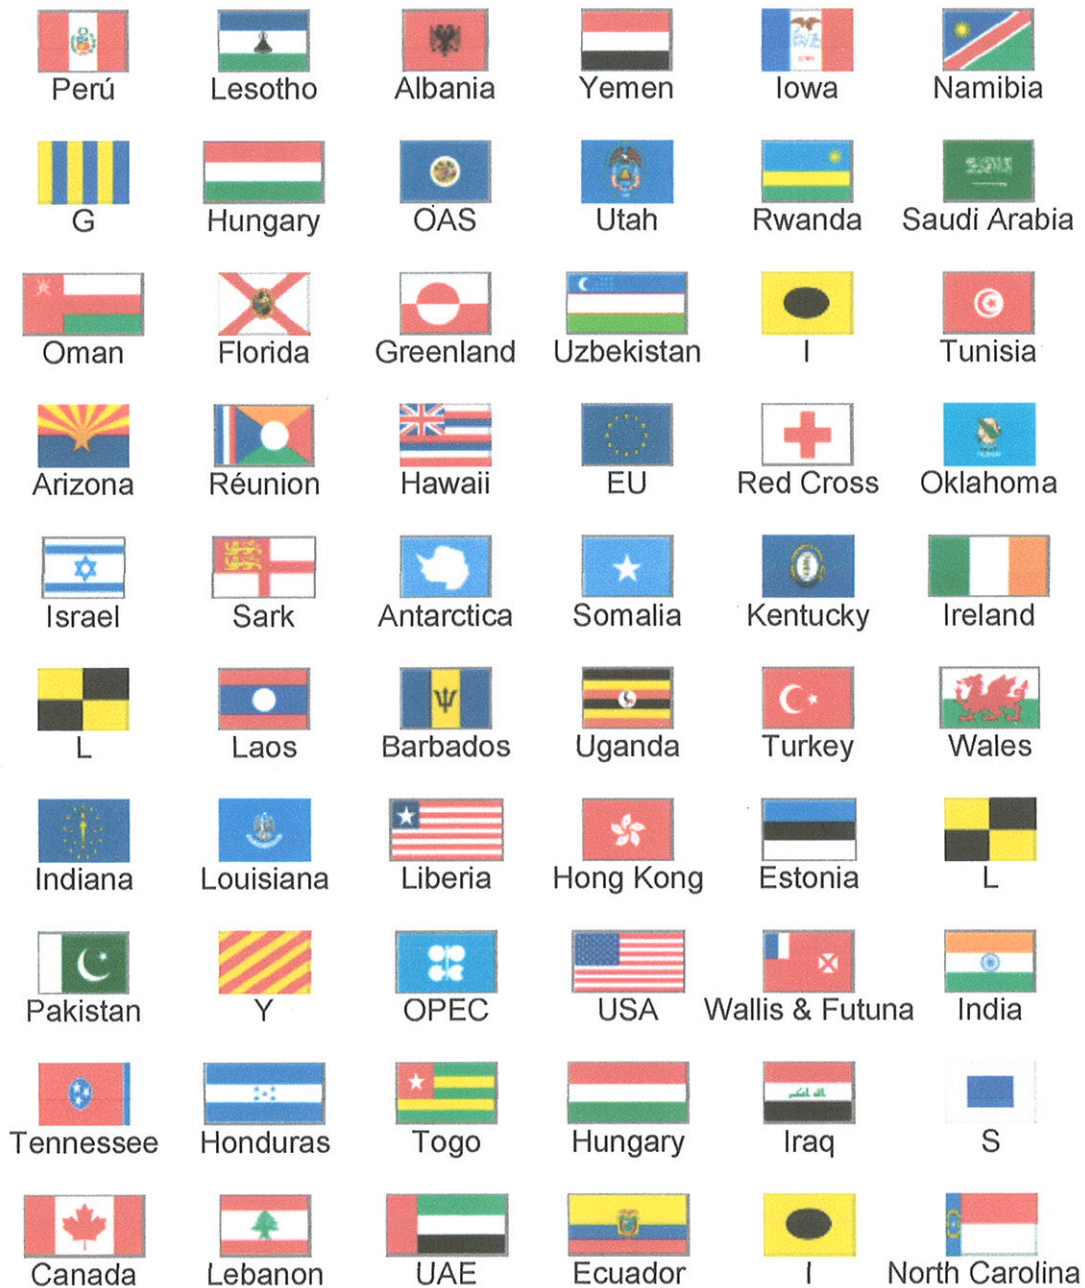 Perú Lesotho Albania Yemen Iowa Namibia
G Hungary OAS Utah Rwanda Saudi Arabia
Oman Florida Greenland Uzbekistan I Tunisia
Arizona Réunion Hawaii EU Red Cross Oklahoma
Israel Sark Antarctica Somalia Kentucky Ireland
L Laos Barbados Uganda Turkey Wales
Indiana Louisiana Liberia Hong Kong Estonia L
Pakistan Y OPEC USA Wallis & Futuna India
Tennessee Honduras Togo Hungary Iraq S
Canada Lebanon UAE Ecuador I North Carolina